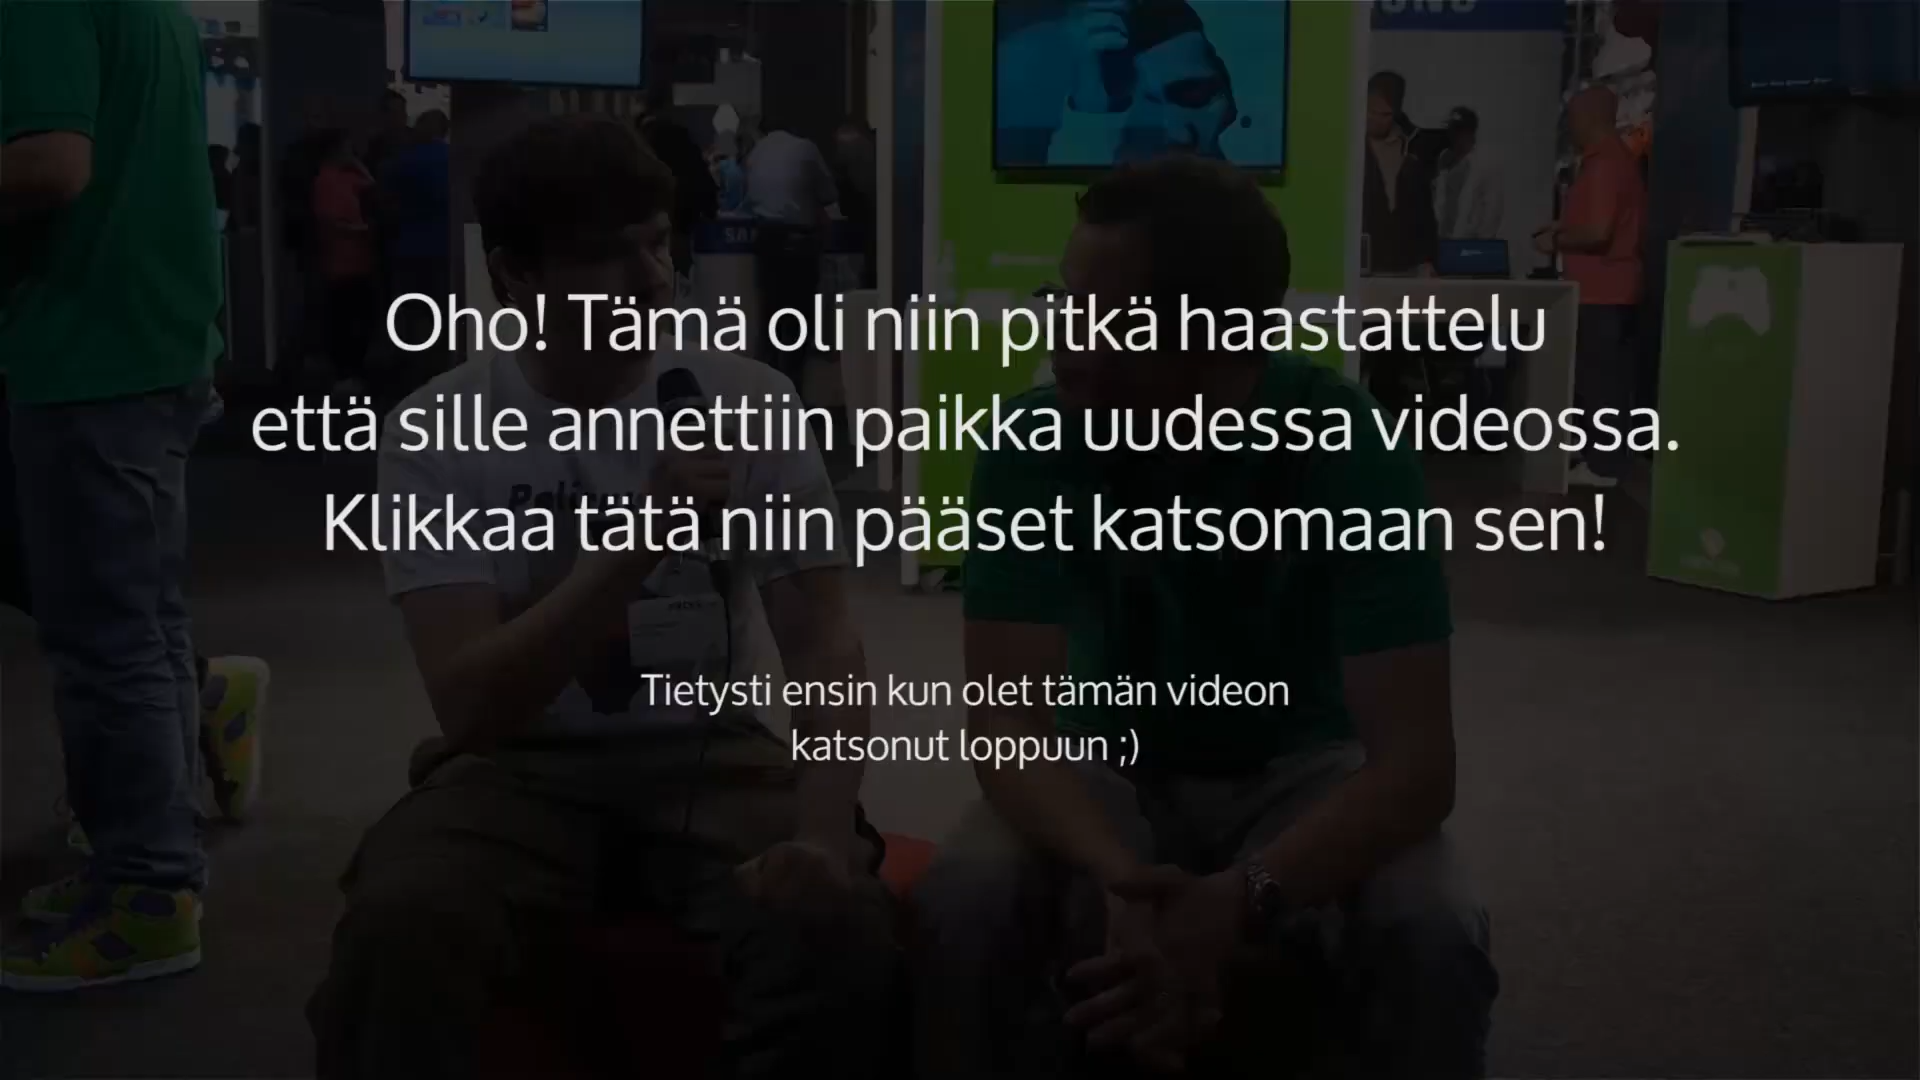 Oho! Tämä oli niin pitkä haastattelu
että sille annettiin paikka uudessa videossa.
Klikkaa tätä niin pääset katsomaan sen!
Tietysti ensin kun olet tämän videon
katsonut loppuun ;)